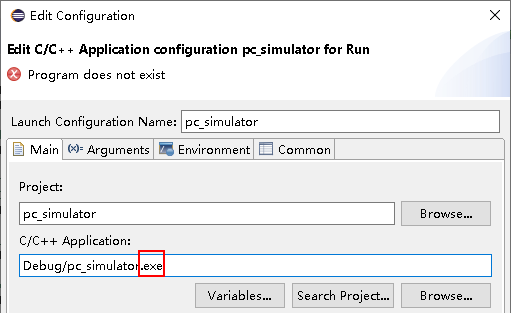 Edit Configuration
Edit C/C++ Application configuration pc_simulator for Run
Program does not exist
Launch Configuration Name: pc_simulator
Main (x)= Arguments Environment Common
Project:
pc_simulator Browse...
C/C++ Application:
Debug/pc_simulator.exe
Variables... Search Project... Browse...